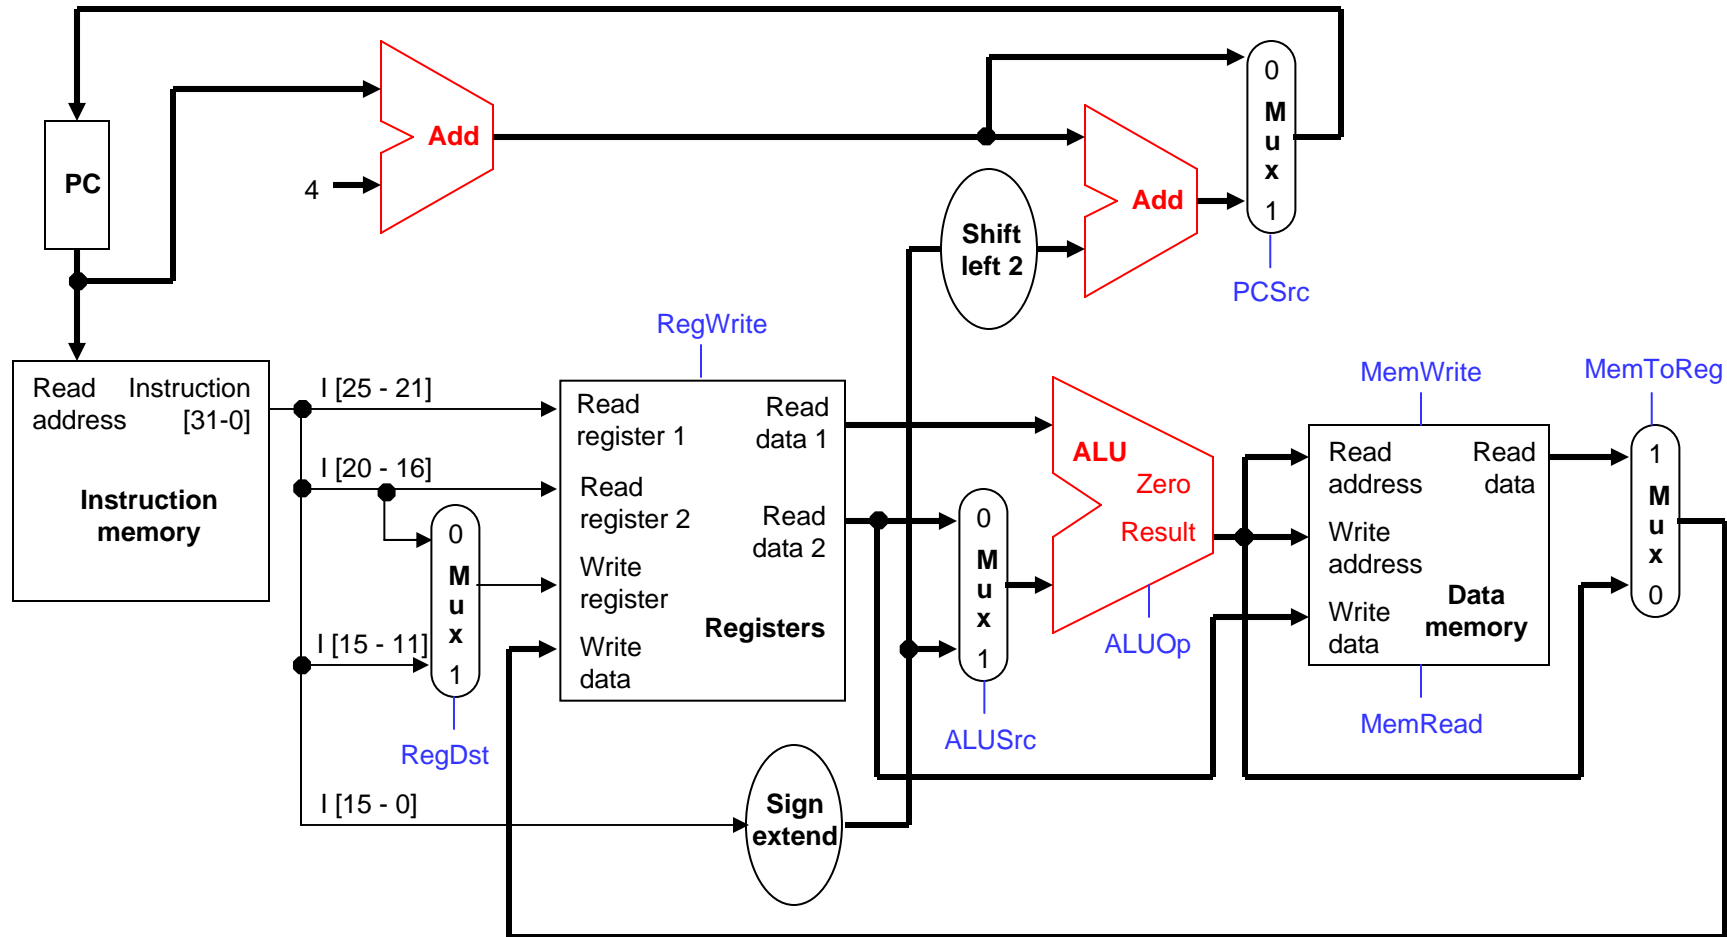 0
M
u
x
1
PCSrc
Add
4
PC
Add
Shift
left 2
RegWrite
MemWrite
MemToReg
Read
address
Instruction
[31-0]
Instruction
memory
I [25 - 21]
I [20 - 16]
I [15 - 11]
I [15 - 0]
0
M
u
x
1
RegDst
Read
register 1
Read
register 2
Write
register
Write
data
Read
data 1
Read
data 2
Registers
Sign
extend
0
M
u
x
1
ALUSrc
ALU
Zero
Result
ALUOp
Read
address
Write
address
Write
data
Read
data
Data
memory
MemRead
1
M
u
x
0